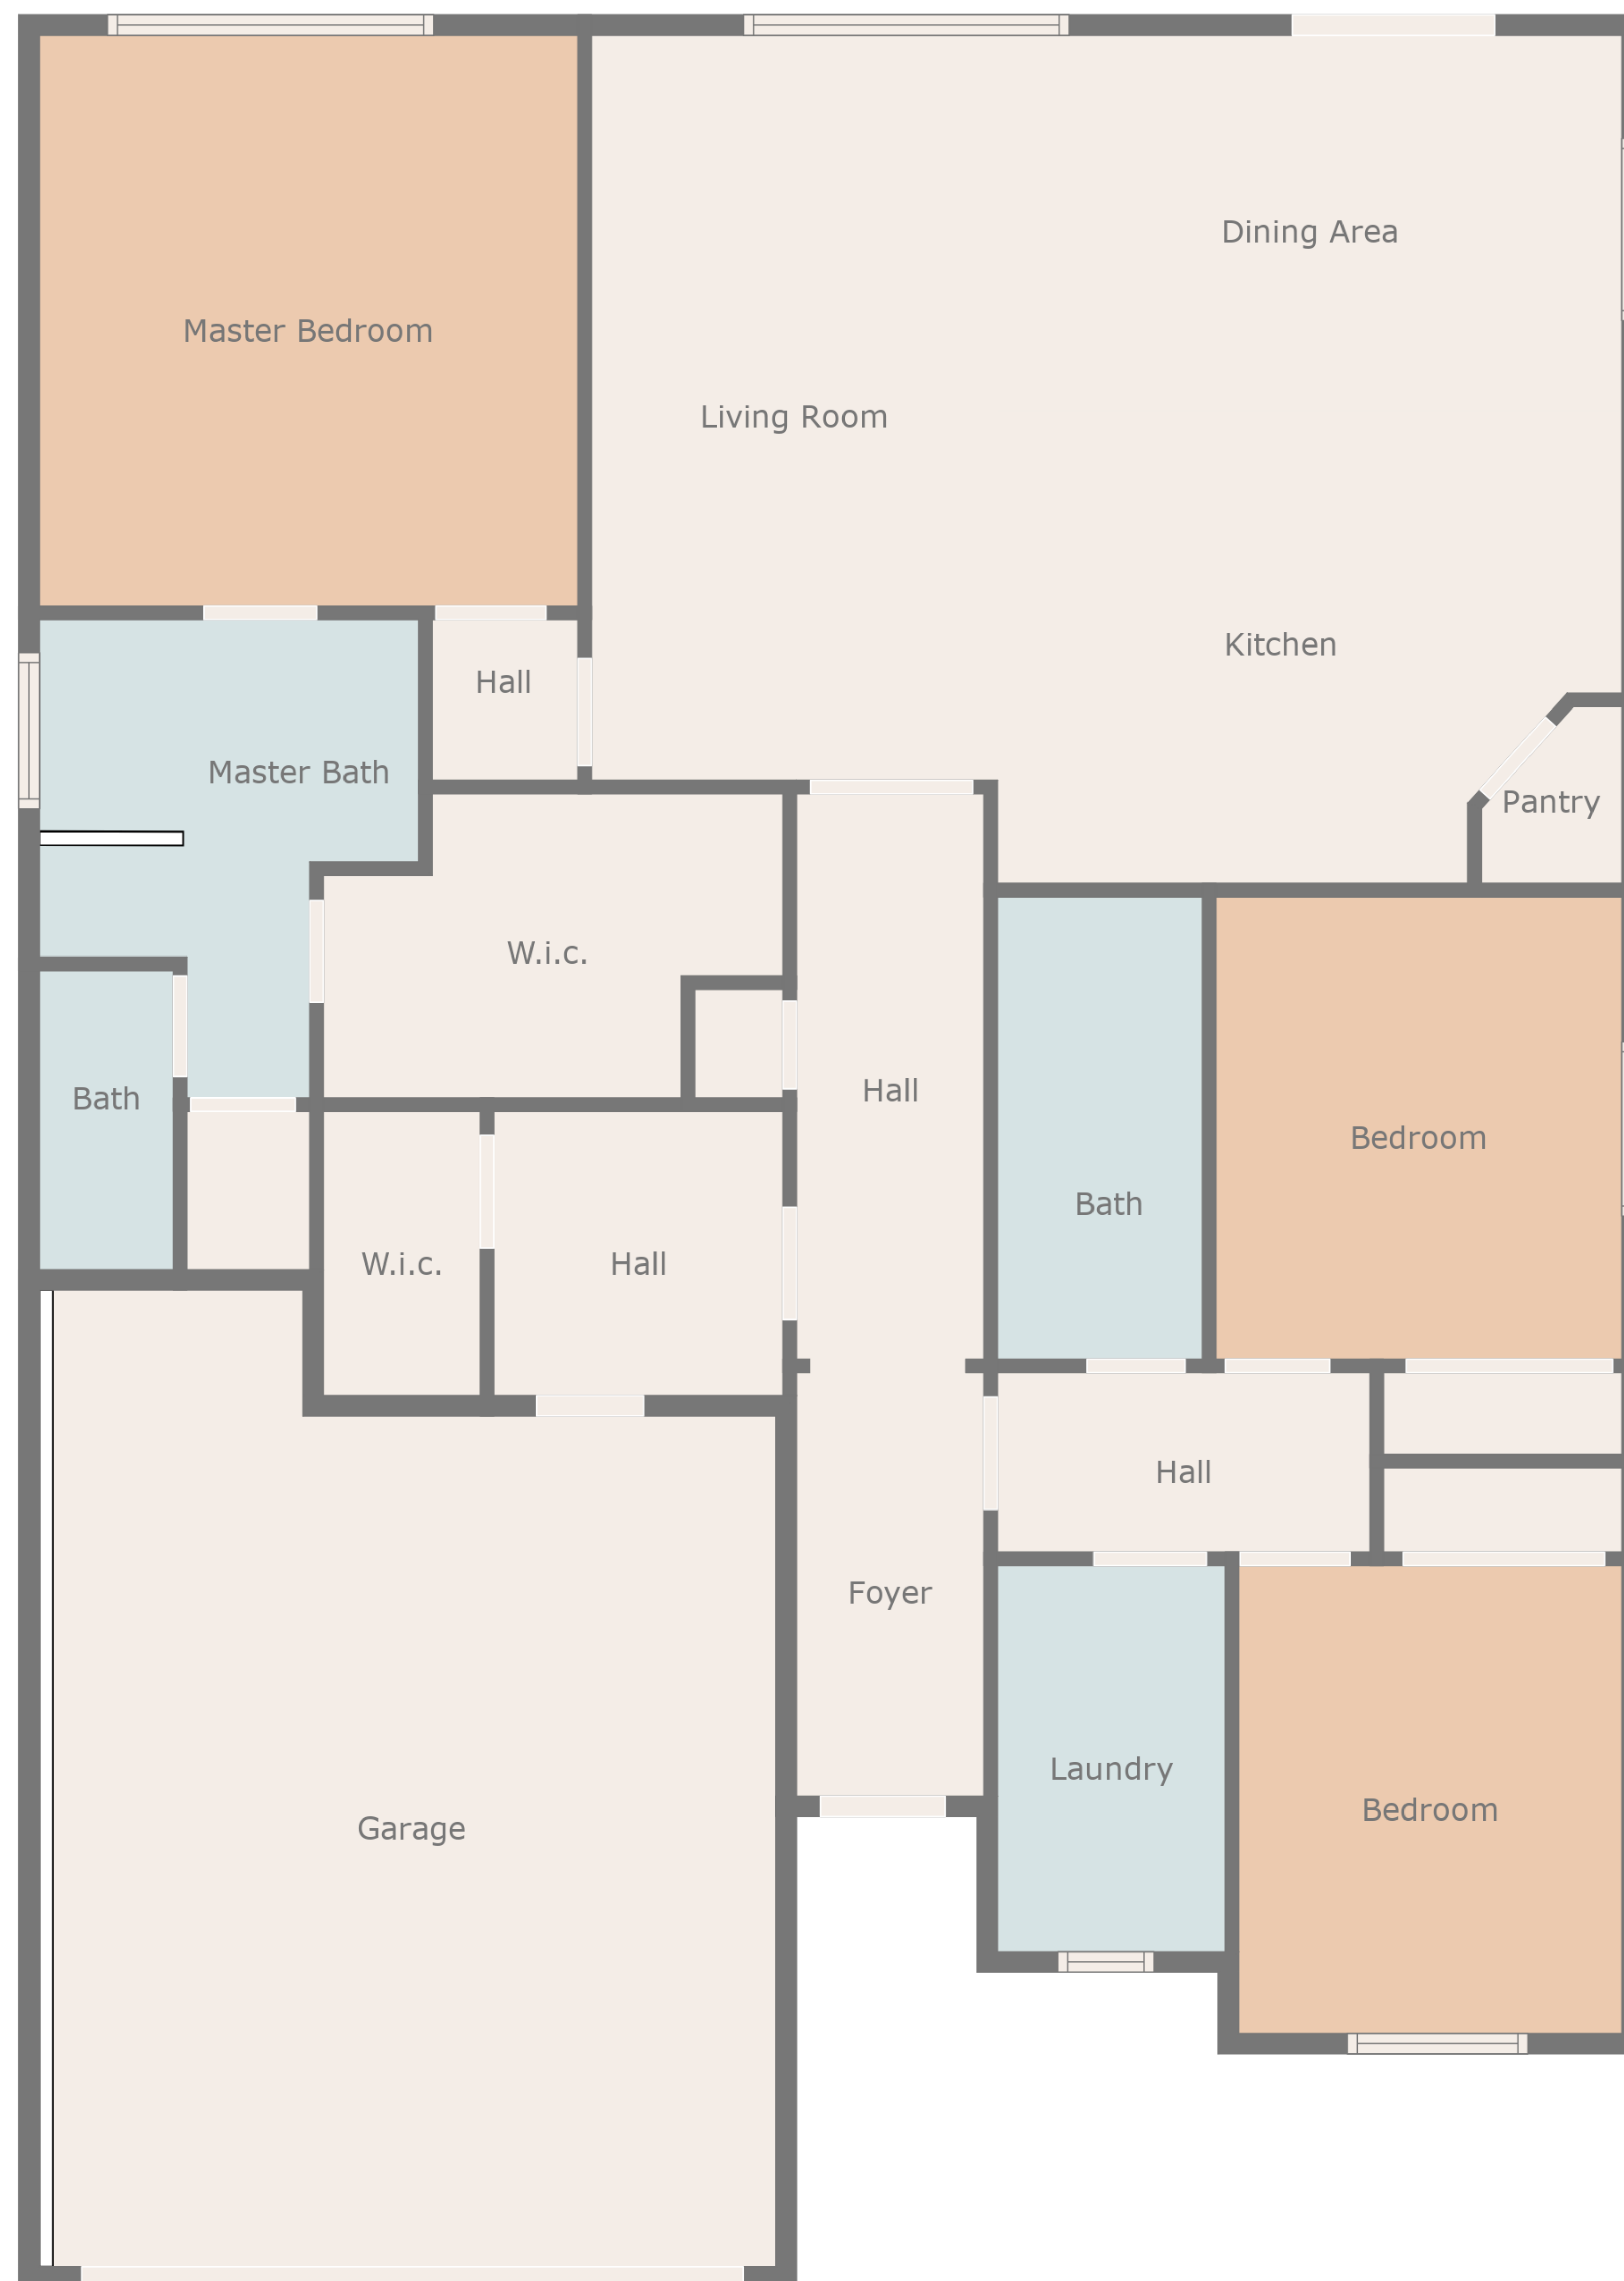 Dining Area
Master Bedroom
Living Room
Kitchen
Hall
Master Bath
Pantry
W.i.c.
Hall
Bath
Bedroom
Bath
W.i.c.
Hall
Hall
Foyer
Laundry
Bedroom
Garage